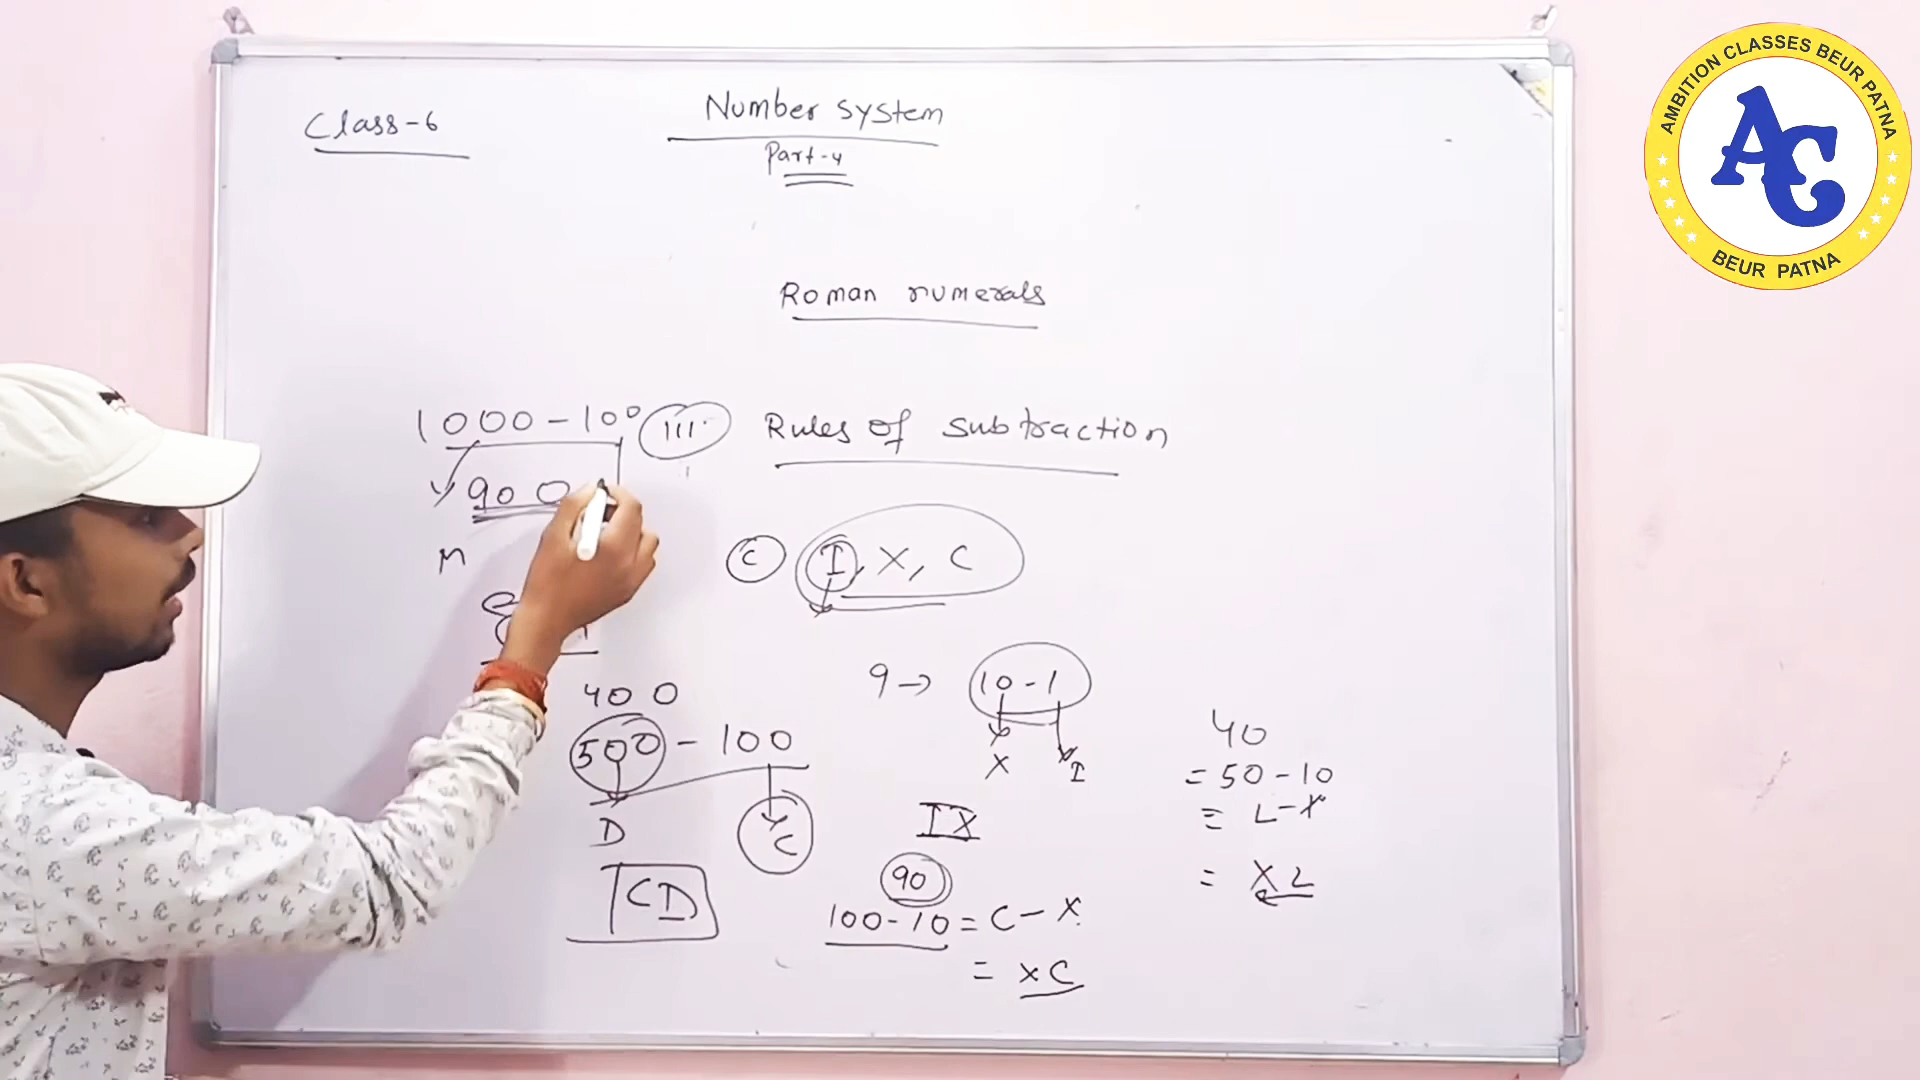 AMBITION CLASSES BEUR PATNA
AC
BEUR PATNA
Class-6
Number system
Part-4
Roman numerals
1000 - 100
(iii) Rules of subtraction
900
M
C I, X, C
400
500 - 100
D C
CD
9 → 10 - 1
X I
IX
90
100 - 10 = C - X
= XC
40
= 50 - 10
= L - X
= XL